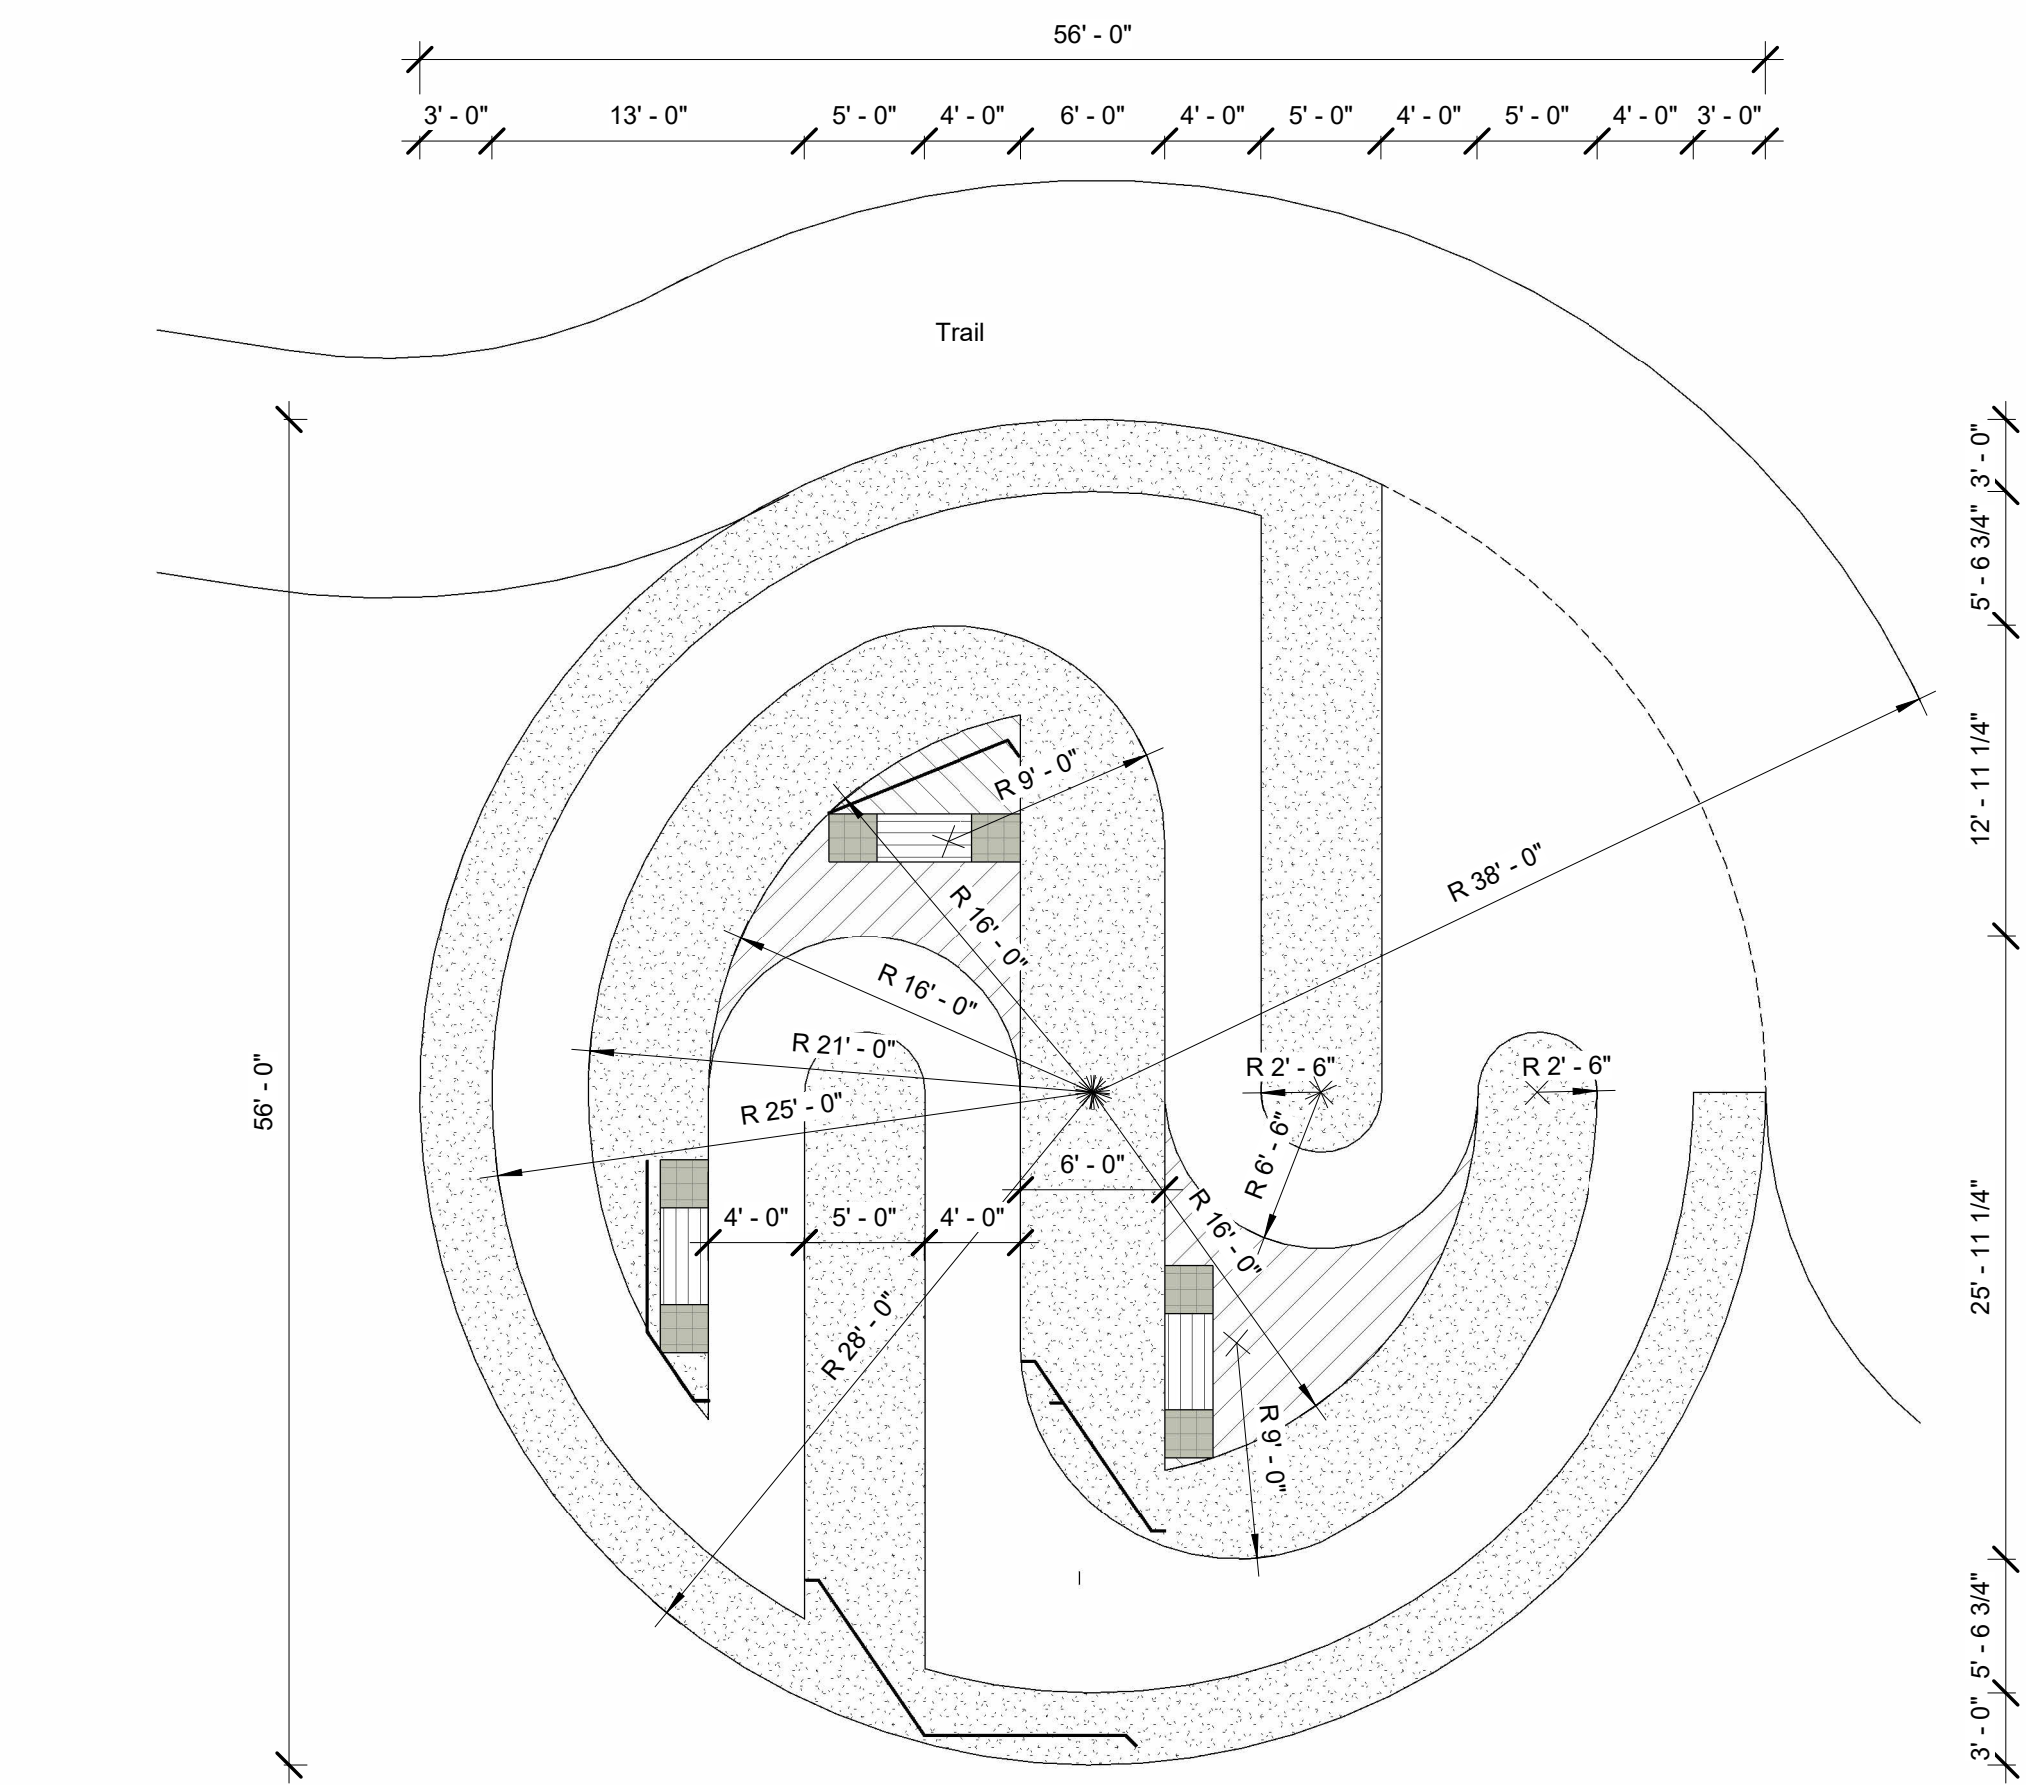 56' - 0"
3' - 0"
13' - 0"
5' - 0"
4' - 0"
6' - 0"
4' - 0"
5' - 0"
4' - 0"
5' - 0"
4' - 0"
3' - 0"
Trail
3' - 0"
5' - 6 3/4"
12' - 11 1/4"
25' - 11 1/4"
5' - 6 3/4"
3' - 0"
56' - 0"
R 9' - 0"
R 38' - 0"
R 16' - 0"
R 16' - 0"
R 21' - 0"
R 25' - 0"
R 2' - 6"
R 2' - 6"
R 6' - 6"
6' - 0"
4' - 0"
5' - 0"
4' - 0"
R 16' - 0"
R 28' - 0"
R 9' - 0"